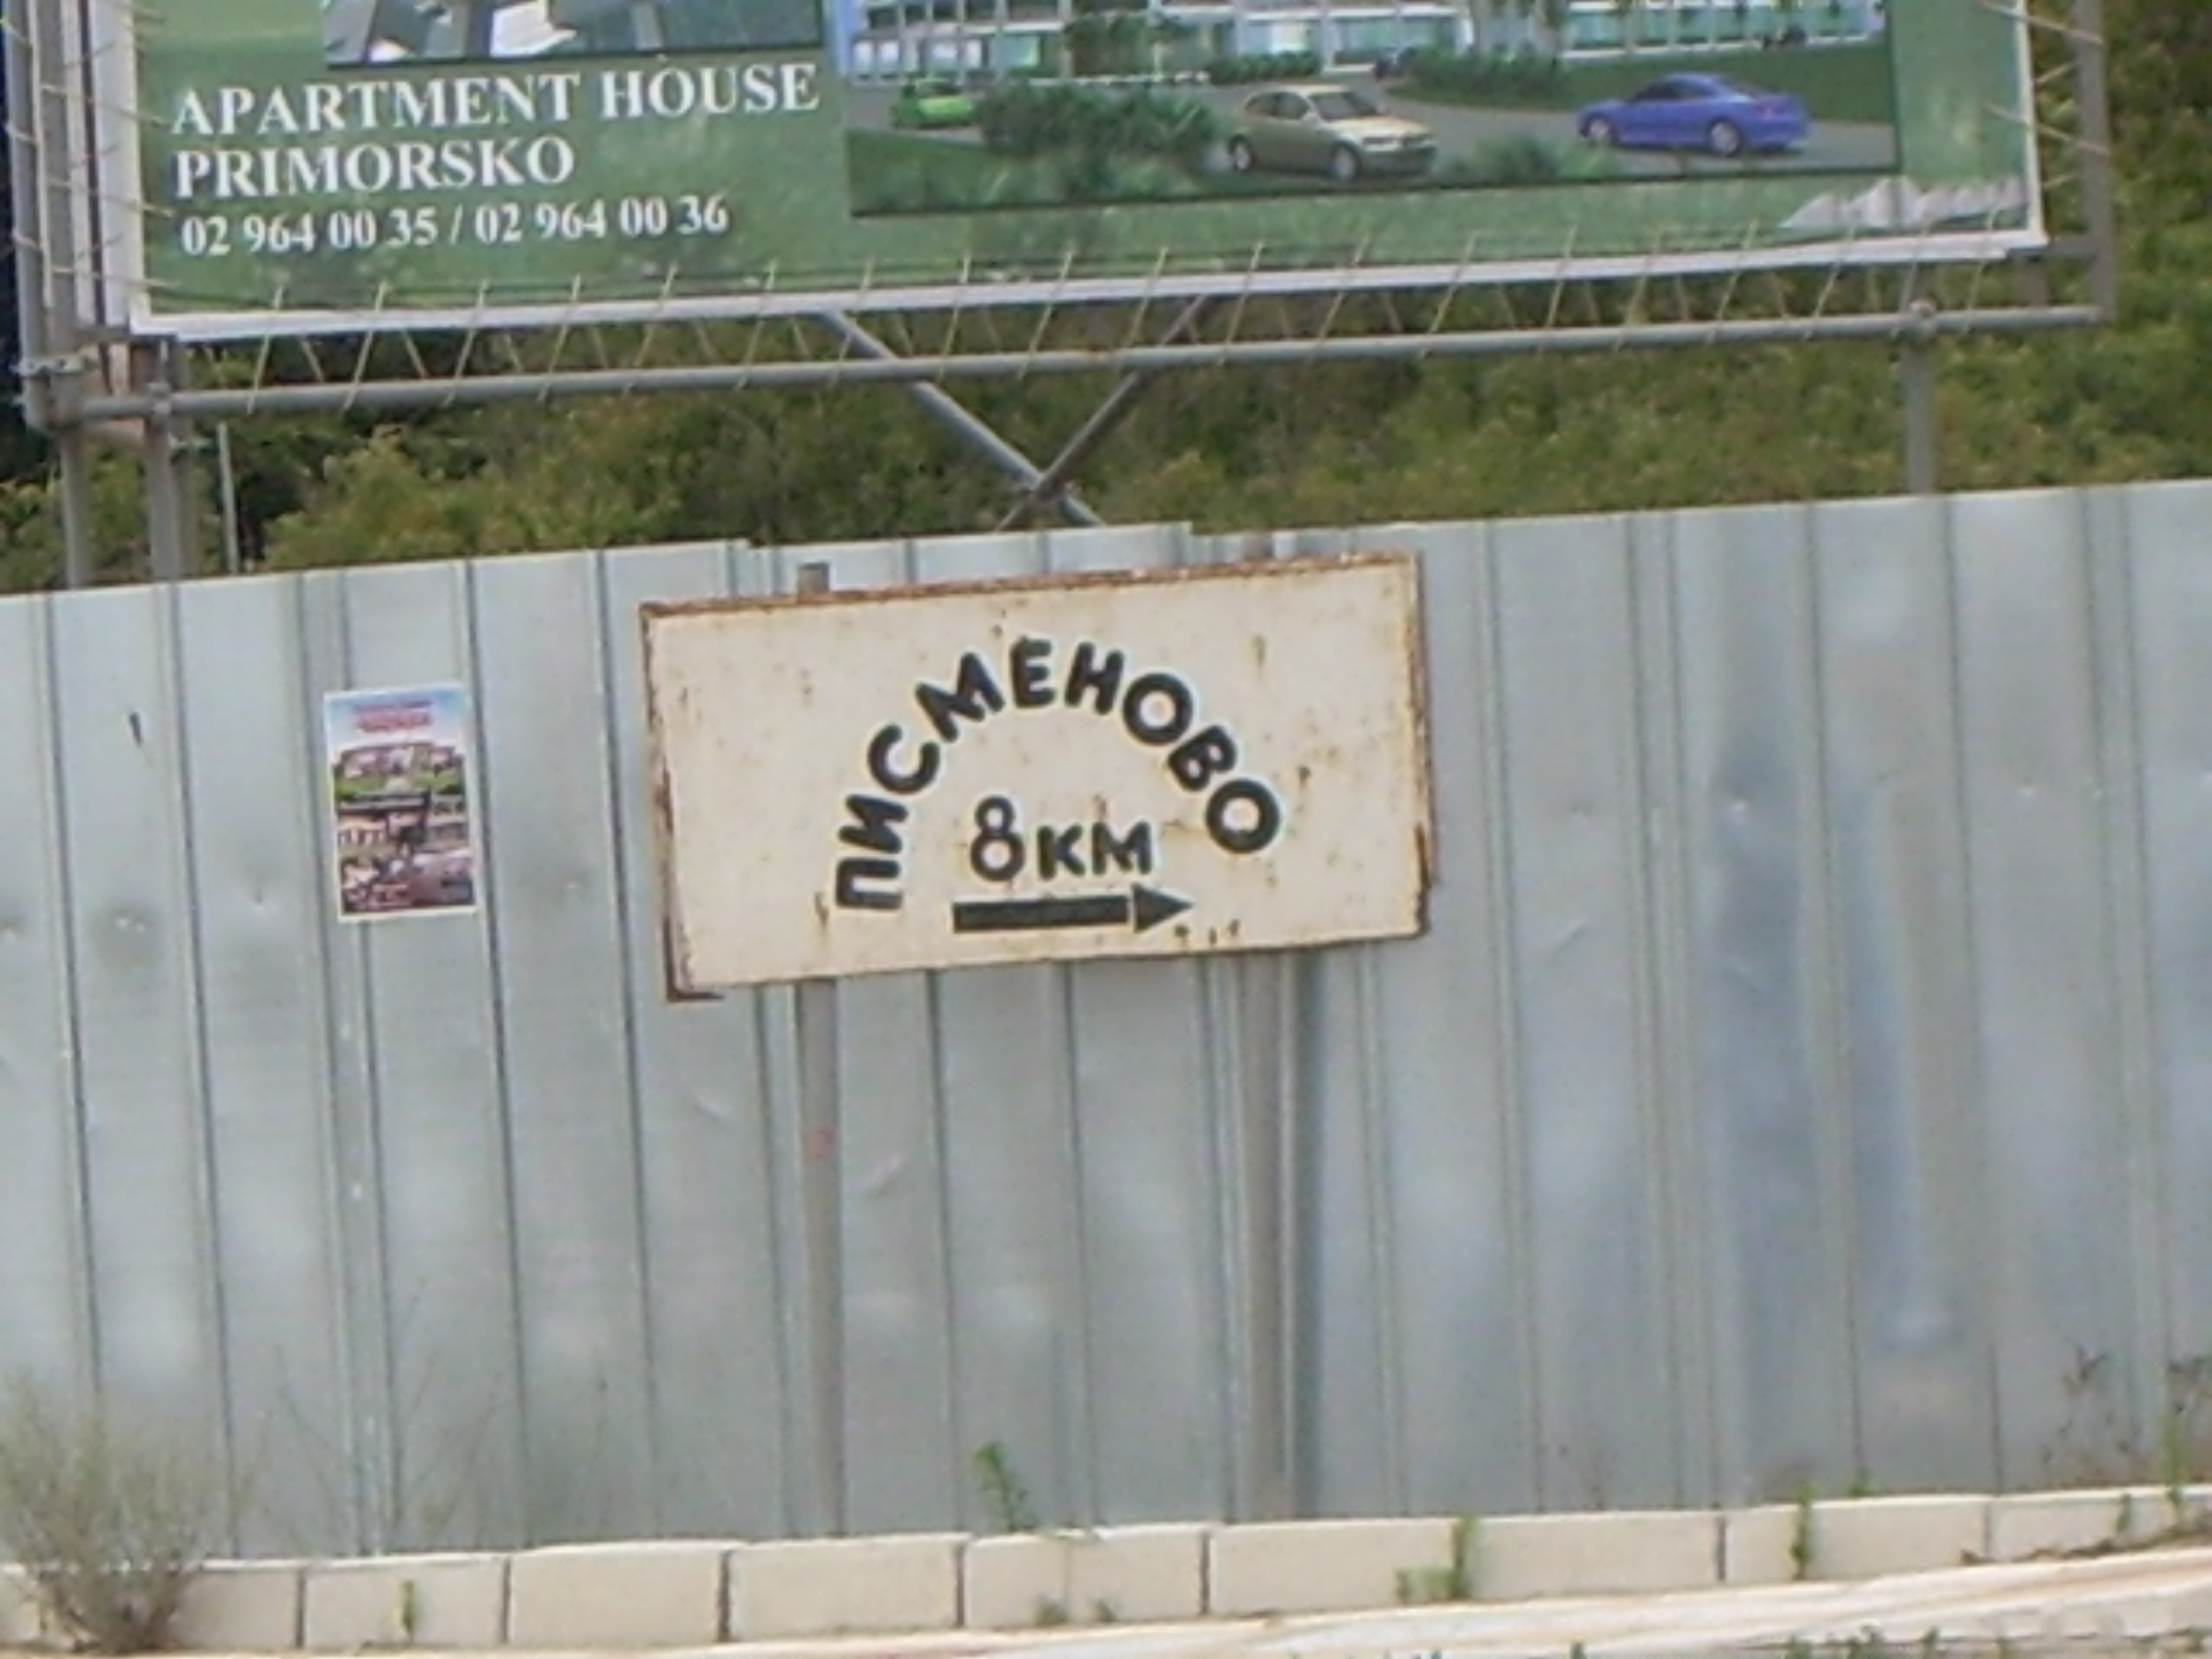 APARTMENT HOUSE
PRIMORSKO
02 964 00 35 / 02 964 00 36
ПИСМЕНОВО
8КМ